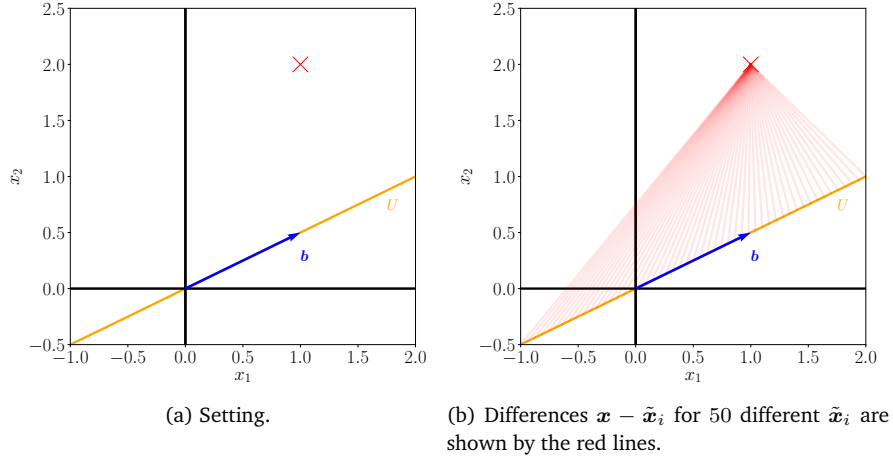 2.5
2.0
1.5
1.0
0.5
0.0
−0.5
−1.0 −0.5 0.0 0.5 1.0 1.5 2.0
x₁
x₂
U
b
(a) Setting.
2.5
2.0
1.5
1.0
0.5
0.0
−0.5
−1.0 −0.5 0.0 0.5 1.0 1.5 2.0
x₁
x₂
U
b
(b) Differences x − x̃ᵢ for 50 different x̃ᵢ are
shown by the red lines.